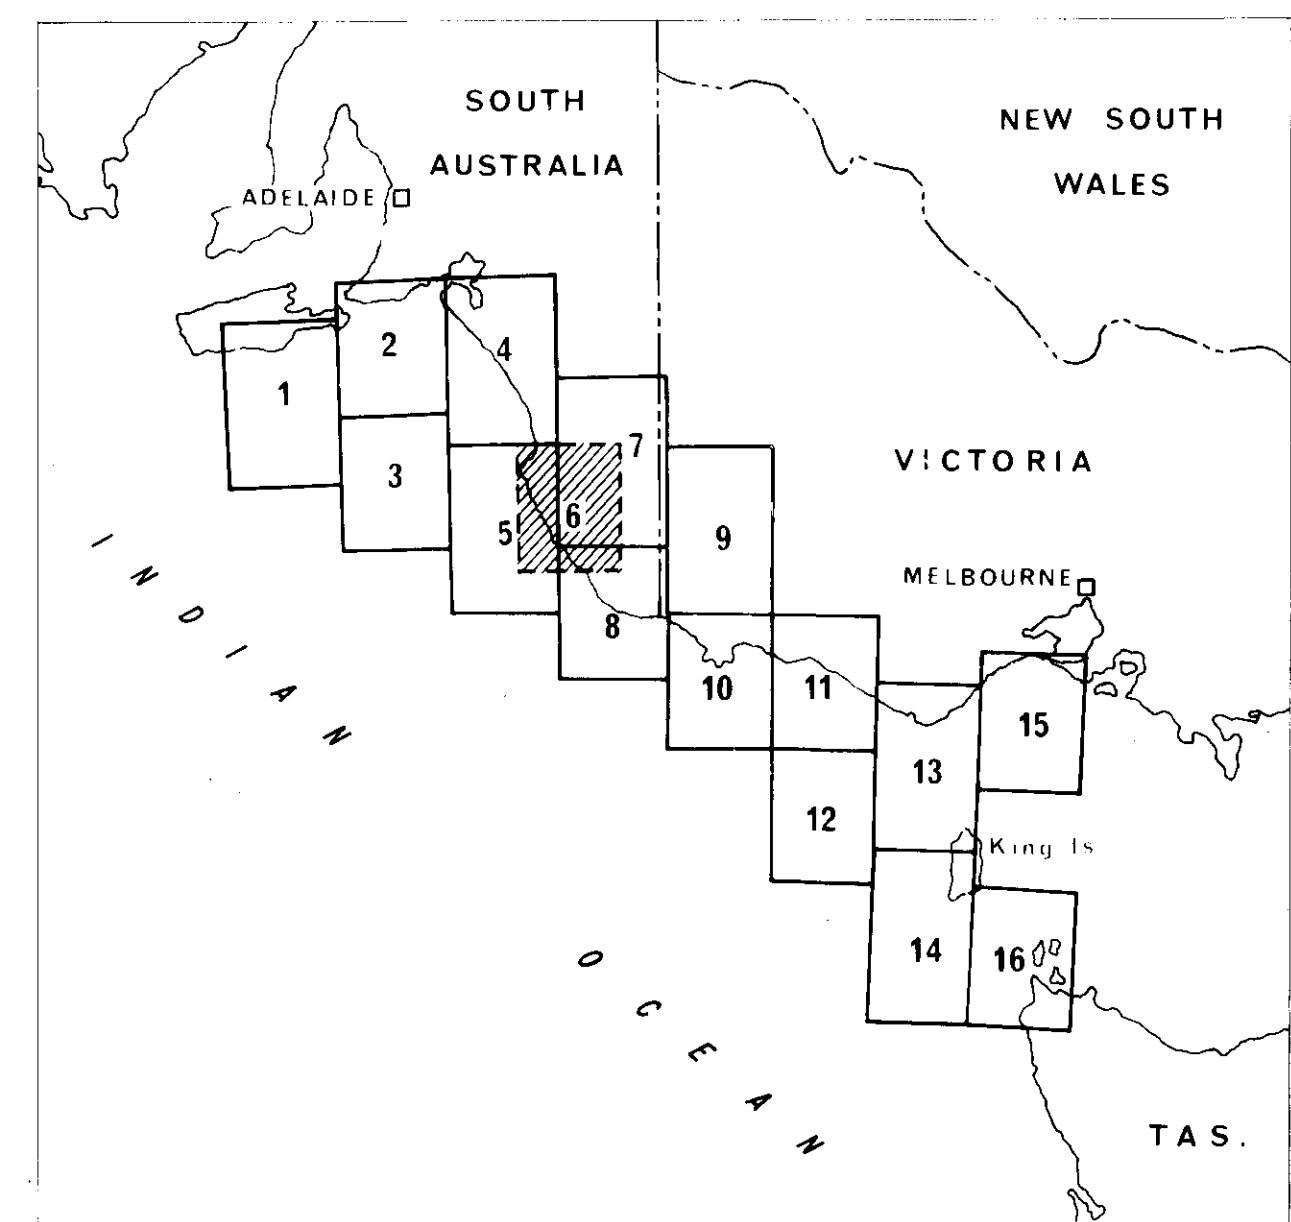 SOUTH
AUSTRALIA
NEW SOUTH
WALES
ADELAIDE
2
4
1
7
3
6
5
9
VICTORIA
MELBOURNE
8
10
11
15
13
12
King Is
14
16
INDIAN
OCEAN
TAS.